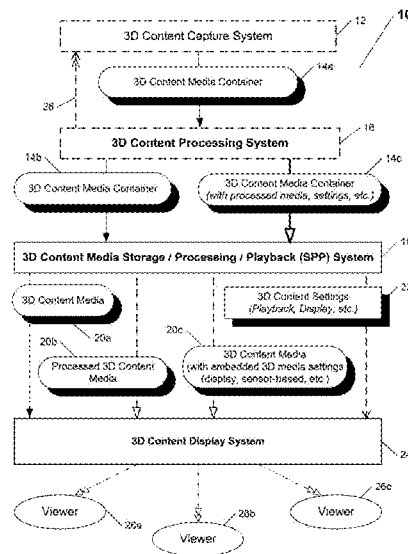 10
3D Content Capture System
12
3D Content Media Container
14a
28
3D Content Processing System
16
14b
14c
3D Content Media Container
3D Content Media Container
(with processed media, settings, etc.)
3D Content Media Storage / Processing / Playback (SPP) System
3D Content Media
20a
3D Content Settings
(Playback, Display, etc.)
20b
Processed 3D Content
Media
20c
3D Content Media
(with embedded 3D media settings
(display, sensor-based, etc.)
3D Content Display System
24
Viewer
26a
Viewer
26b
Viewer
26c